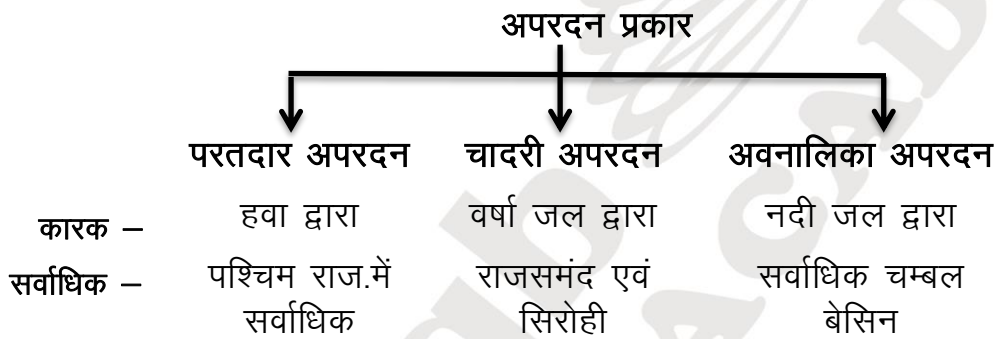 अपरदन प्रकार
परतदार अपरदन चादरी अपरदन अवनालिका अपरदन
कारक – हवा द्वारा वर्षा जल द्वारा नदी जल द्वारा
सर्वाधिक – पश्चिम राज.में राजसमंद एवं सर्वाधिक चम्बल
सर्वाधिक सिरोही बेसिन